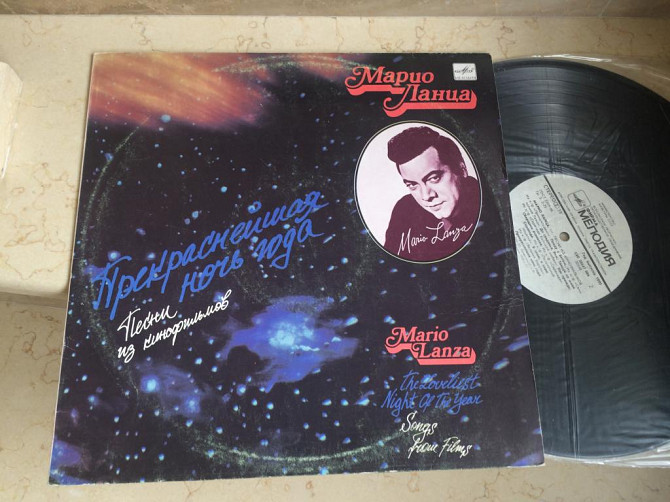 Марио
Ланца
Mario Lanza
Прекраснейшая
ночь года
Песни
из кинофильмов
Mario
Lanza
The Loveliest
Night Of the Year
Songs
from Films
МЕЛОДИЯ